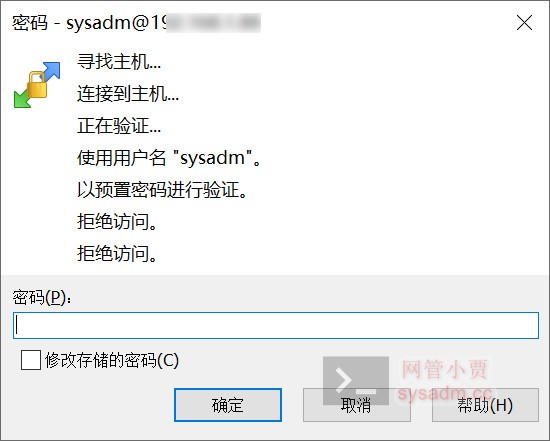 密码 - sysadm@19
寻找主机...
连接到主机...
正在验证...
使用用户名 "sysadm"。
以预置密码进行验证。
拒绝访问。
拒绝访问。
密码(P)：
修改存储的密码(C)
网管小贾
sysadm.cc
确定 取消 帮助(H)